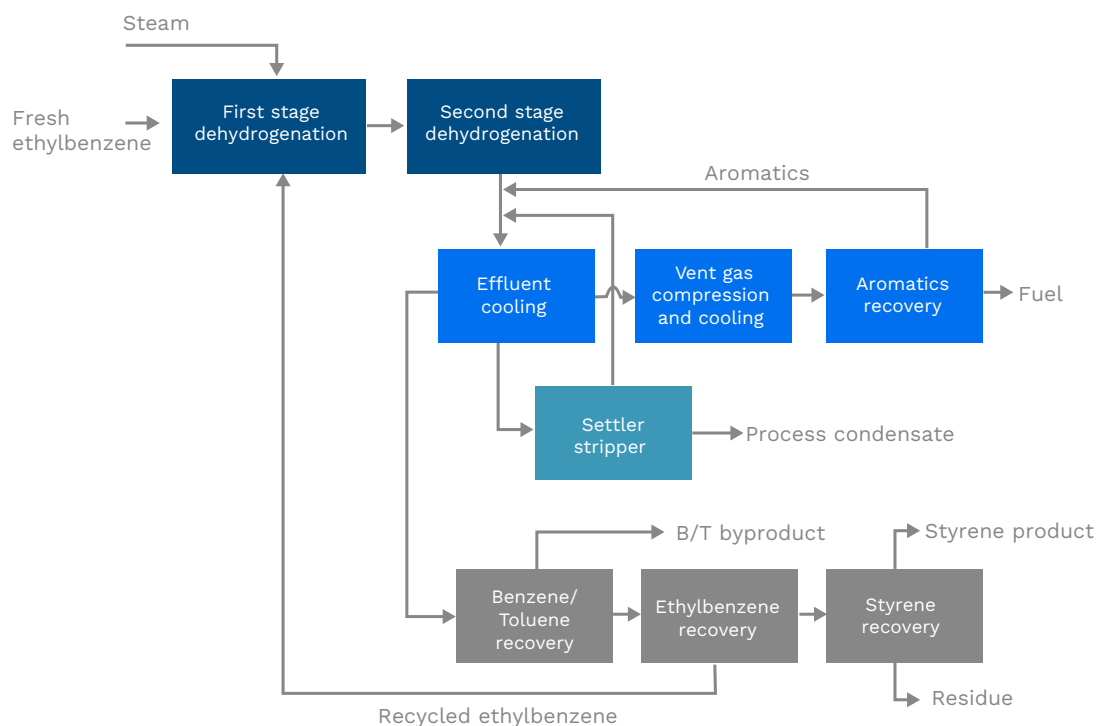 Steam
Fresh
ethylbenzene
First stage
dehydrogenation
Second stage
dehydrogenation
Aromatics
Effluent
cooling
Vent gas
compression
and cooling
Aromatics
recovery
Fuel
Settler
stripper
Process condensate
B/T byproduct
Styrene product
Benzene/
Toluene
recovery
Ethylbenzene
recovery
Styrene
recovery
Residue
Recycled ethylbenzene